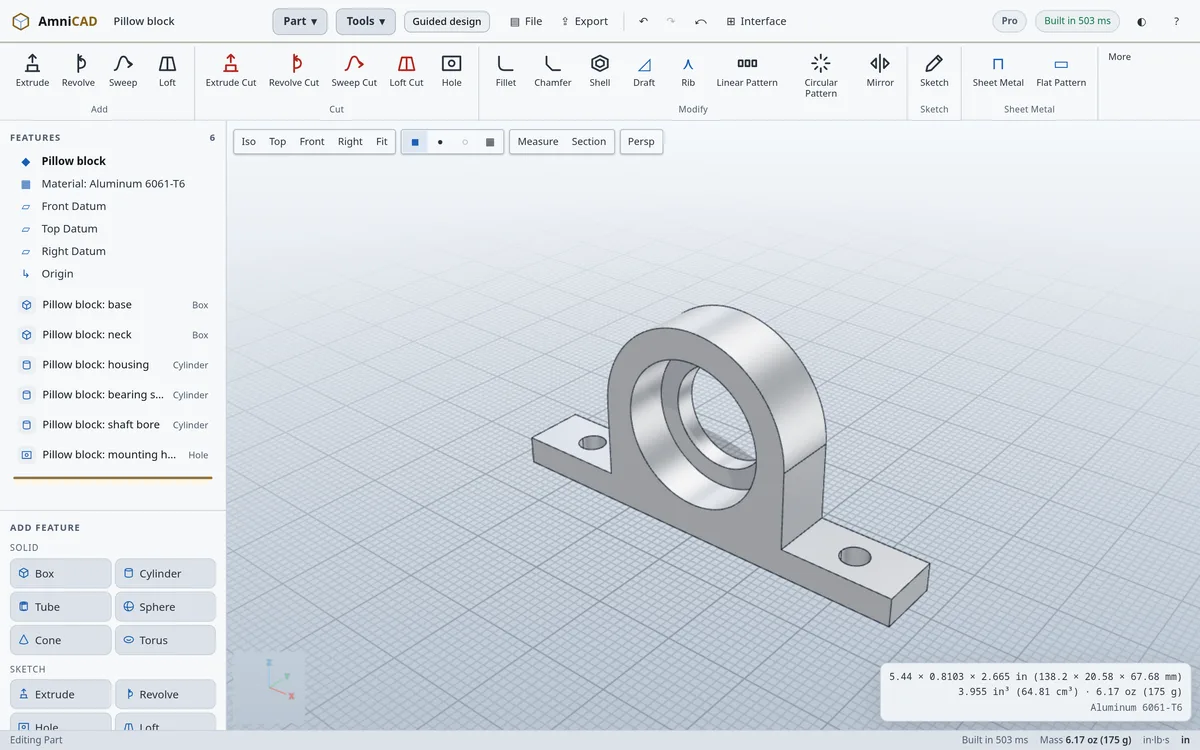 AmniCAD Pillow block Part ▾ Tools ▾ Guided design File Export Interface Pro Built in 503 ms ?
Extrude Revolve Sweep Loft Extrude Cut Revolve Cut Sweep Cut Loft Cut Hole Fillet Chamfer Shell Draft Rib Linear Pattern Circular Pattern Mirror Sketch Sheet Metal Flat Pattern More
Add Cut Modify Sketch Sheet Metal
FEATURES 6
Pillow block
Material: Aluminum 6061-T6
Front Datum
Top Datum
Right Datum
Origin
Pillow block: base Box
Pillow block: neck Box
Pillow block: housing Cylinder
Pillow block: bearing s... Cylinder
Pillow block: shaft bore Cylinder
Pillow block: mounting h... Hole
ADD FEATURE
SOLID
Box Cylinder
Tube Sphere
Cone Torus
SKETCH
Extrude Revolve
Hole Loft
Iso Top Front Right Fit Measure Section Persp
Z
Y
X
5.44 × 0.8103 × 2.665 in (138.2 × 20.58 × 67.68 mm)
3.955 in³ (64.81 cm³) · 6.17 oz (175 g)
Aluminum 6061-T6
Editing Part Built in 503 ms Mass 6.17 oz (175 g) in·lb·s in